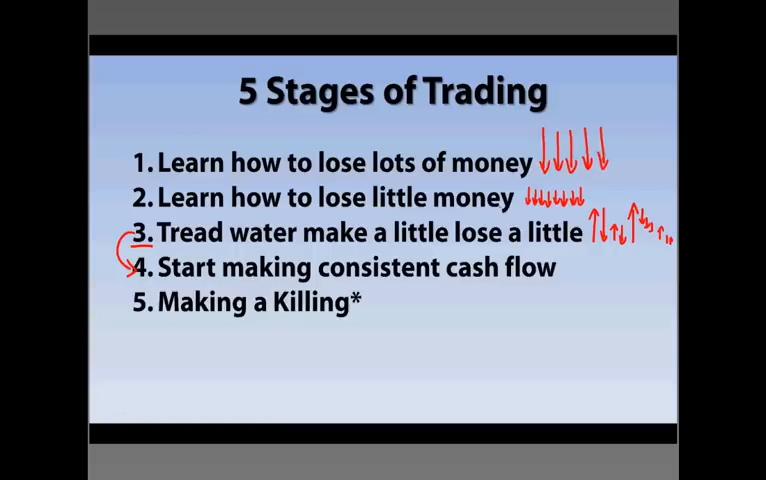 5 Stages of Trading
1. Learn how to lose lots of money
2. Learn how to lose little money
3. Tread water make a little lose a little
4. Start making consistent cash flow
5. Making a Killing*